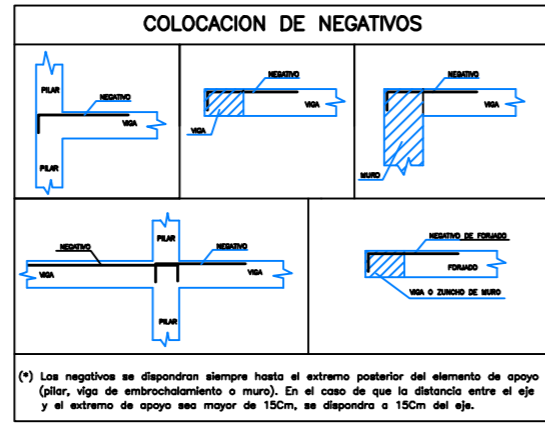 COLOCACION DE NEGATIVOS
PILAR
NEGATIVO
VIGA
PILAR
NEGATIVO
VIGA
VIGA
NEGATIVO
VIGA
MURO
PILAR
NEGATIVO
NEGATIVO
VIGA
VIGA
PILAR
NEGATIVO DE FORJADO
FORJADO
VIGA O ZUNCHO DE MURO
(*) Los negativos se dispondran siempre hasta el extremo posterior del elemento de apoyo
(pilar, viga de embrochalamiento o muro). En el caso de que la distancia entre el eje
y el extremo de apoyo sea mayor de 15Cm, se dispondra a 15Cm del eje.